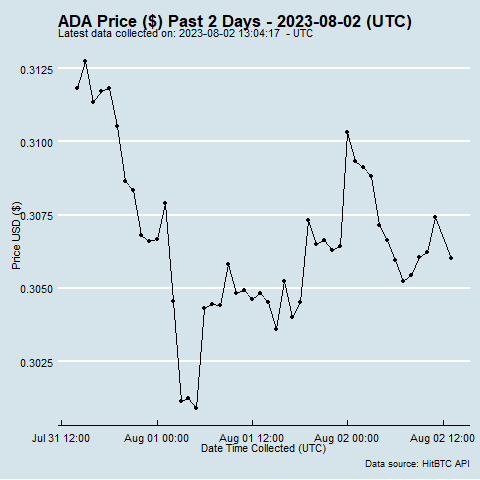 ADA Price ($) Past 2 Days - 2023-08-02 (UTC)
Latest data collected on: 2023-08-02 13:04:17 - UTC
0.3125
0.3100
0.3075
0.3050
0.3025
Price USD ($)
Jul 31 12:00
Aug 01 00:00
Aug 01 12:00
Aug 02 00:00
Aug 02 12:00
Date Time Collected (UTC)
Data source: HitBTC API